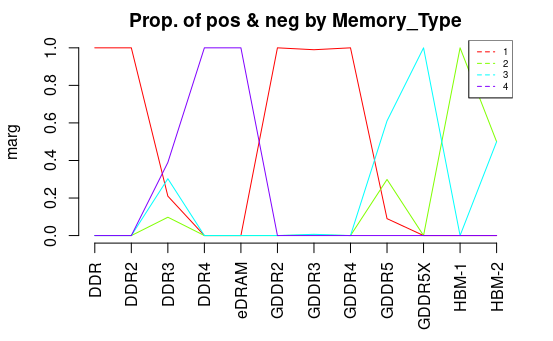 Prop. of pos & neg by Memory_Type
marg
1.0
0.8
0.6
0.4
0.2
0.0
1
2
3
4
DDR
DDR2
DDR3
DDR4
eDRAM
GDDR2
GDDR3
GDDR4
GDDR5
GDDR5X
HBM-1
HBM-2